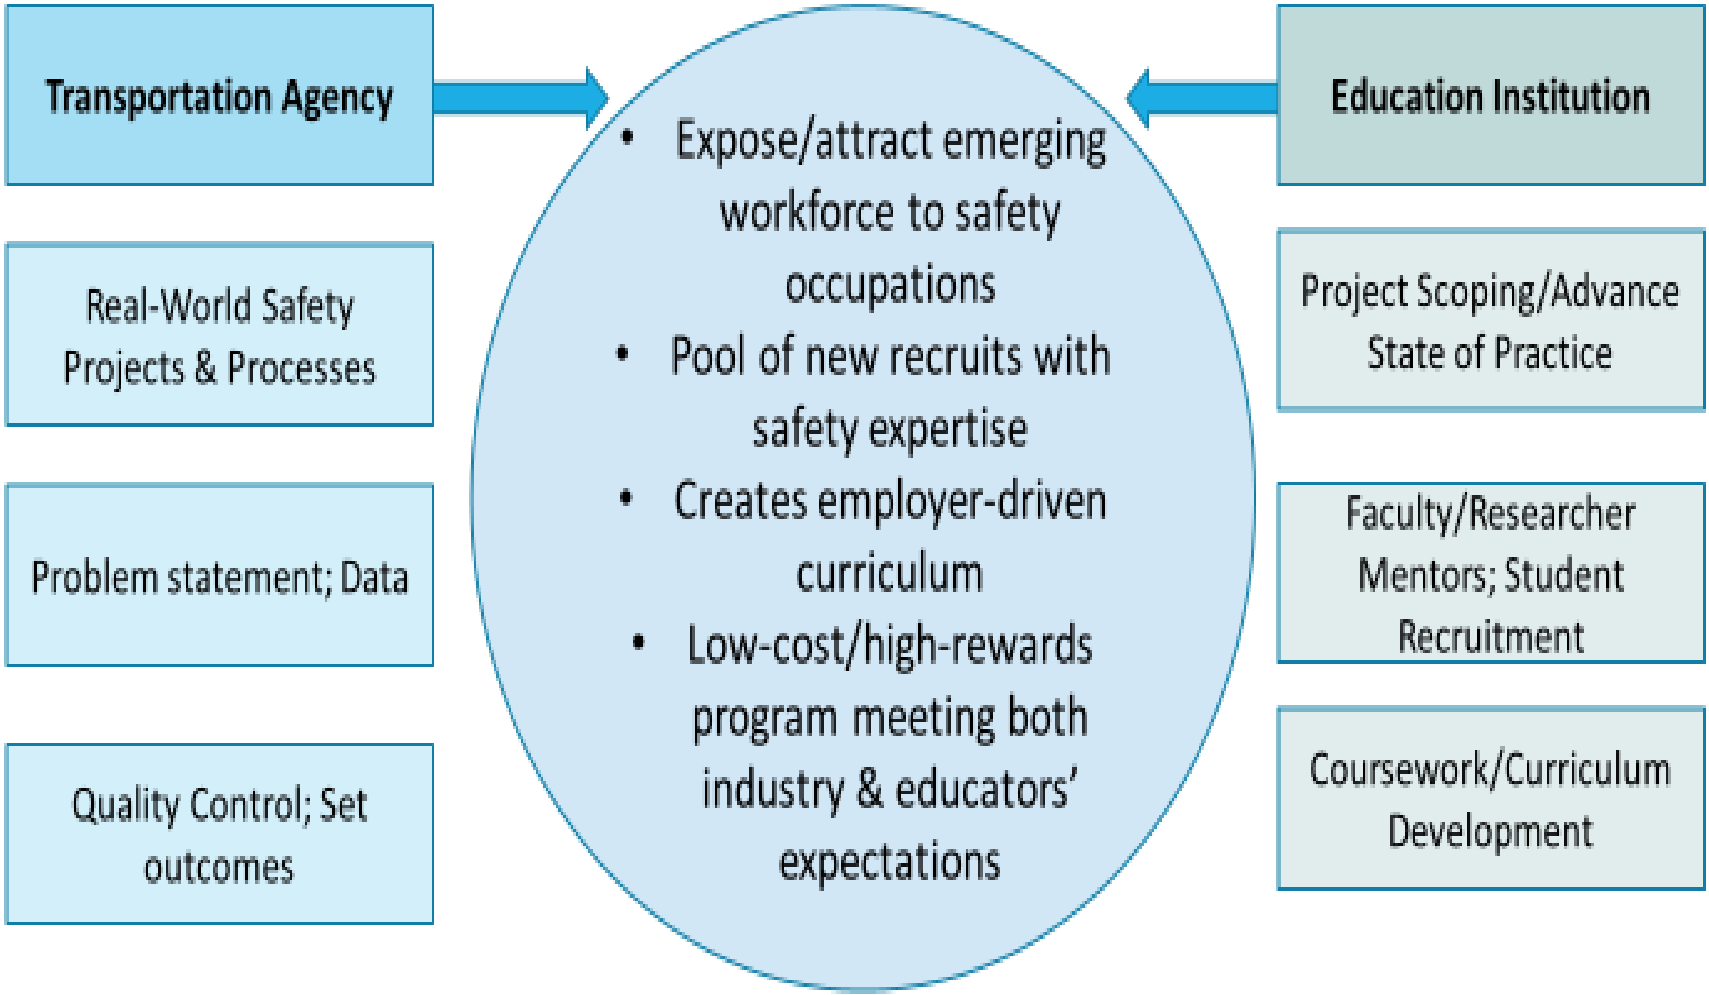 Transportation Agency
Real-World Safety
Projects & Processes
Problem statement; Data
Quality Control; Set
outcomes
• Expose/attract emerging
workforce to safety
occupations
• Pool of new recruits with
safety expertise
• Creates employer-driven
curriculum
• Low-cost/high-rewards
program meeting both
industry & educators’
expectations
Education Institution
Project Scoping/Advance
State of Practice
Faculty/Researcher
Mentors; Student
Recruitment
Coursework/Curriculum
Development